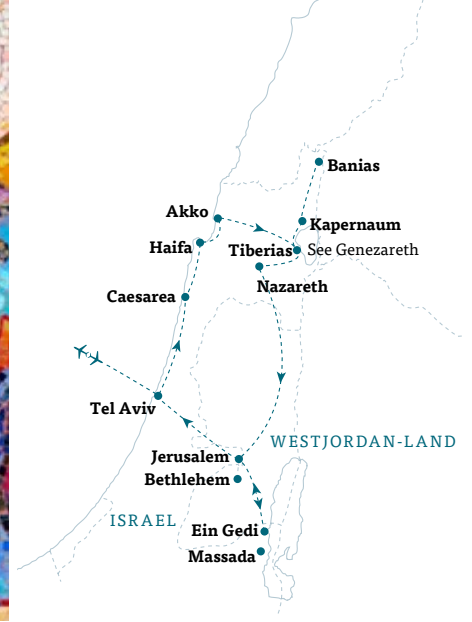 Banias
Akko
Kapernaum
Haifa
Tiberias
See Genezareth
Nazareth
Caesarea
Tel Aviv
WESTJORDAN-LAND
Jerusalem
Bethlehem
ISRAEL
Ein Gedi
Massada